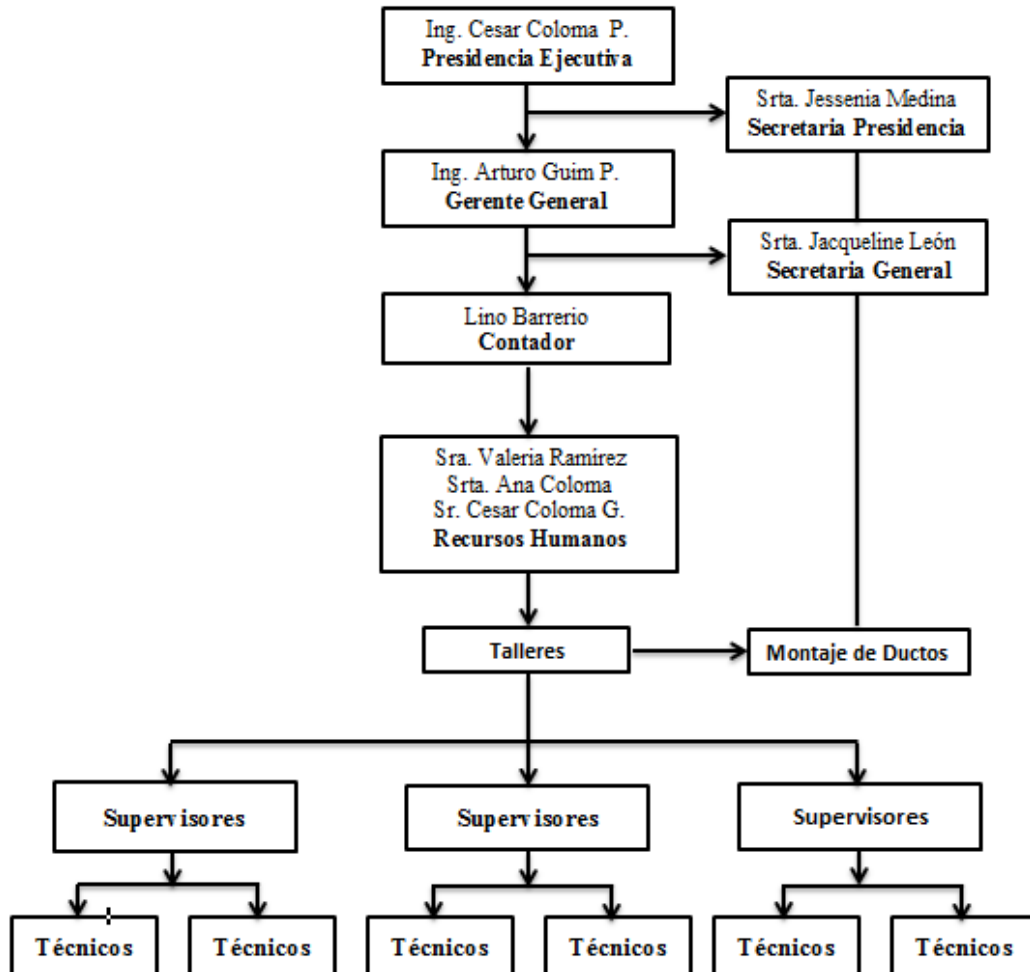 Ing. Cesar Coloma P.
Presidencia Ejecutiva
Srta. Jessenia Medina
Secretaria Presidencia
Ing. Arturo Guim P.
Gerente General
Srta. Jacqueline León
Secretaria General
Lino Barrerio
Contador
Sra. Valeria Ramírez
Srta. Ana Coloma
Sr. Cesar Coloma G.
Recursos Humanos
Talleres
Montaje de Ductos
Supervisores
Supervisores
Supervisores
Técnicos
Técnicos
Técnicos
Técnicos
Técnicos
Técnicos